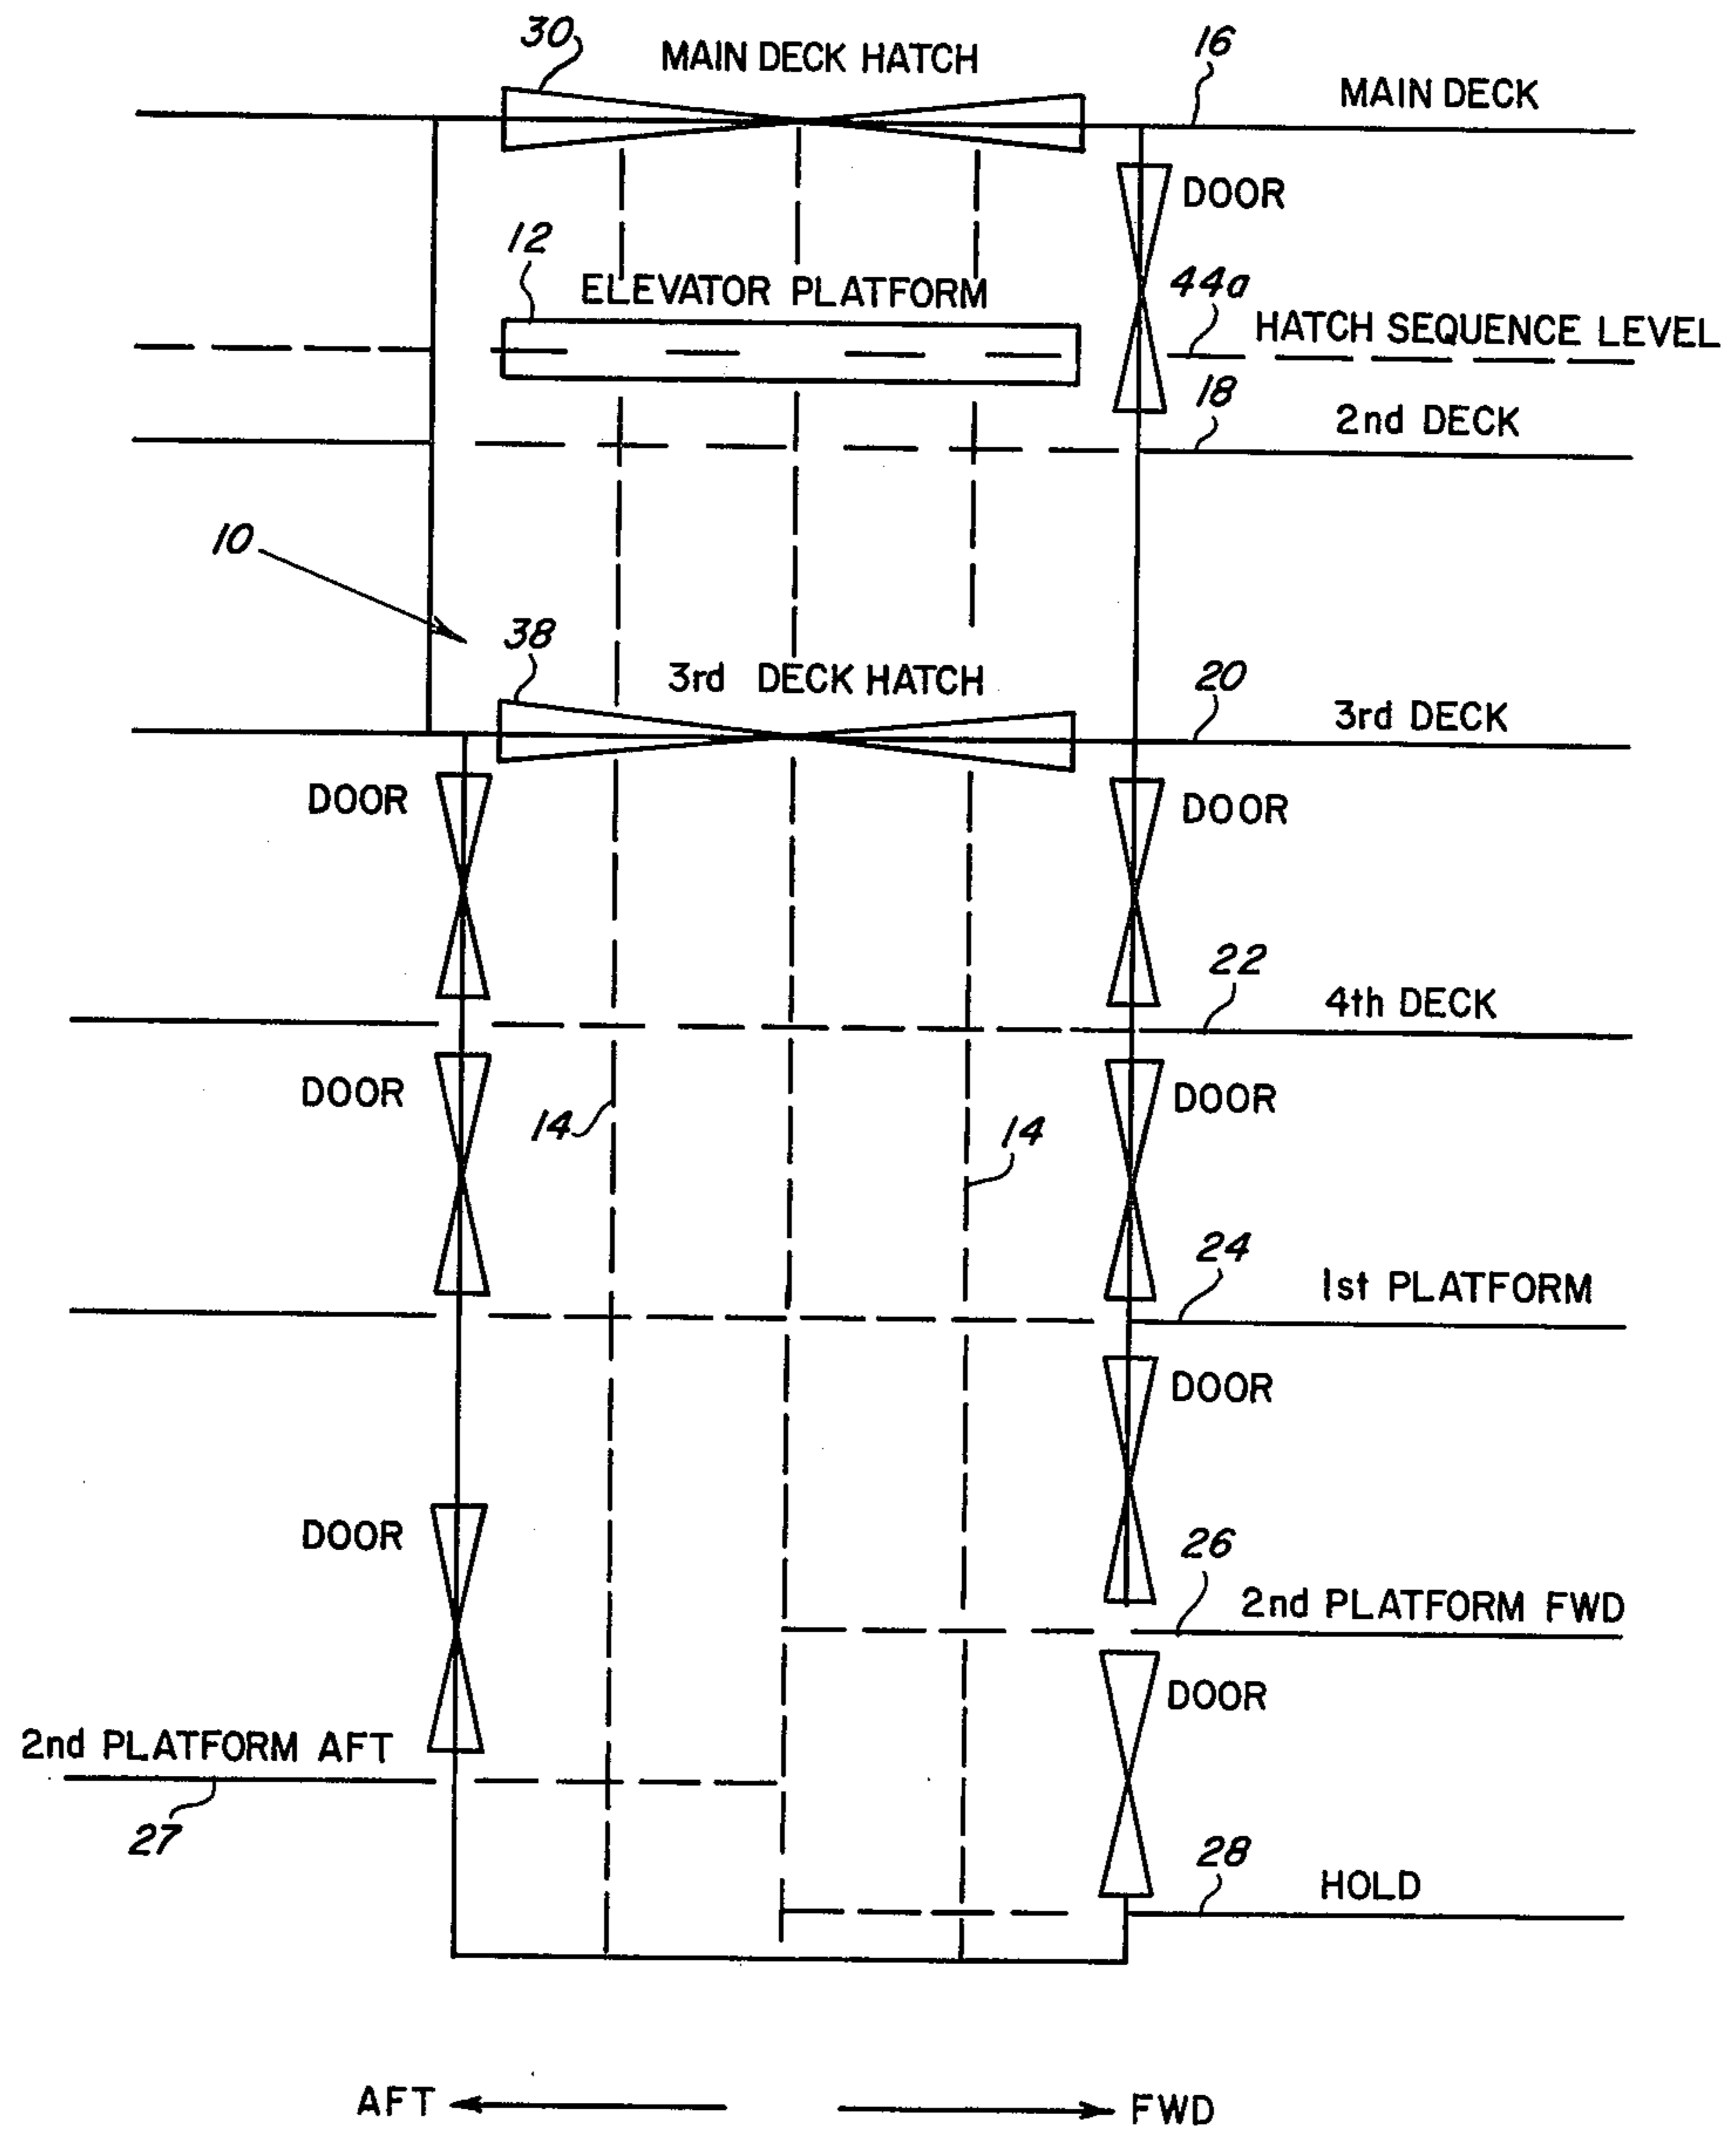 30
MAIN DECK HATCH
16
MAIN DECK
DOOR
12
ELEVATOR PLATFORM
44a
HATCH SEQUENCE LEVEL
18
2nd DECK
10
38
3rd DECK HATCH
20
3rd DECK
DOOR
DOOR
22
4th DECK
DOOR
DOOR
14
14
24
1st PLATFORM
DOOR
DOOR
26
2nd PLATFORM FWD
DOOR
2nd PLATFORM AFT
27
28
HOLD
AFT
FWD